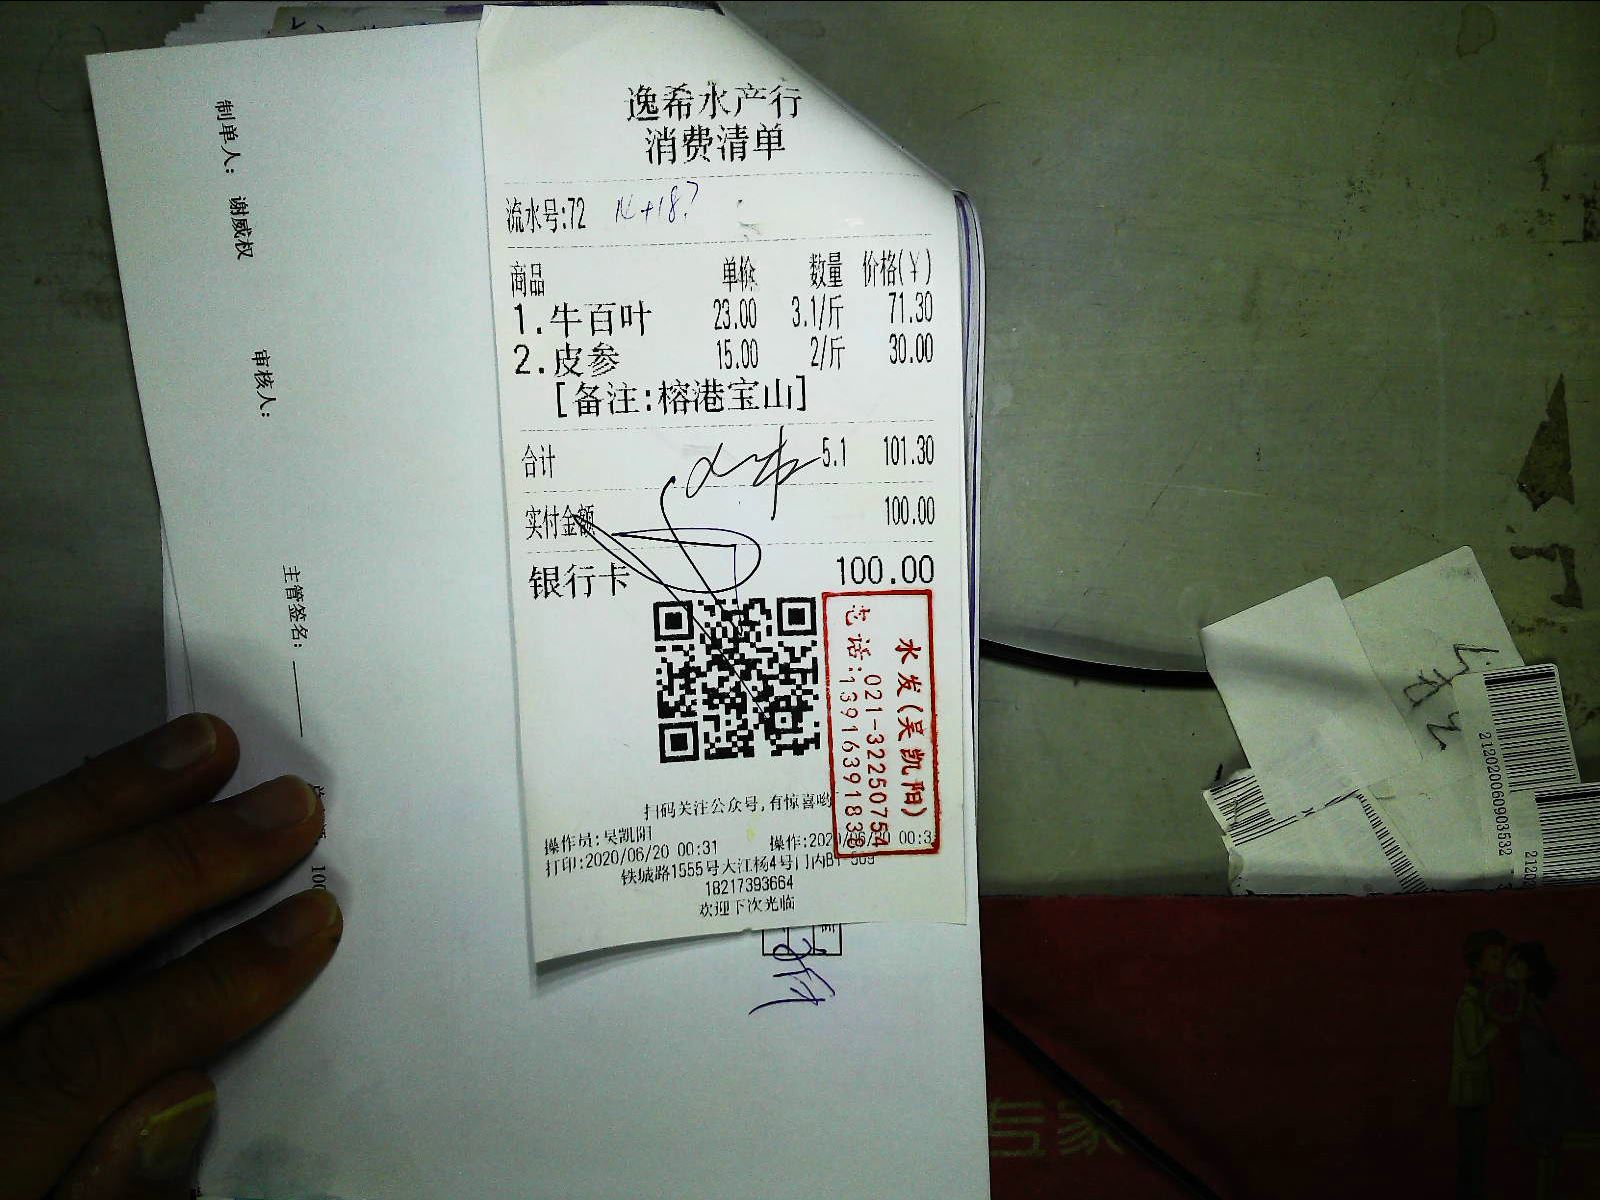 制单人: 谢威权
审核人:
主管签名:
逸希水产行
消费清单
流水号:72
商品 单价 数量 价格(¥)
1.牛百叶 23.00 3.1/斤 71.30
2.皮参 15.00 2/斤 30.00
[备注:榕港宝山]
合计 5.1 101.30
实付金额 100.00
银行卡 100.00
水发(吴凯阳)
电话:021-32250754
13916391838
扫码关注公众号,有惊喜哟
操作员:吴凯阳
打印:2020/06/20 00:31
铁城路1555号大江杨4号门内B1
18217393664
欢迎下次光临
212020060903532
专家